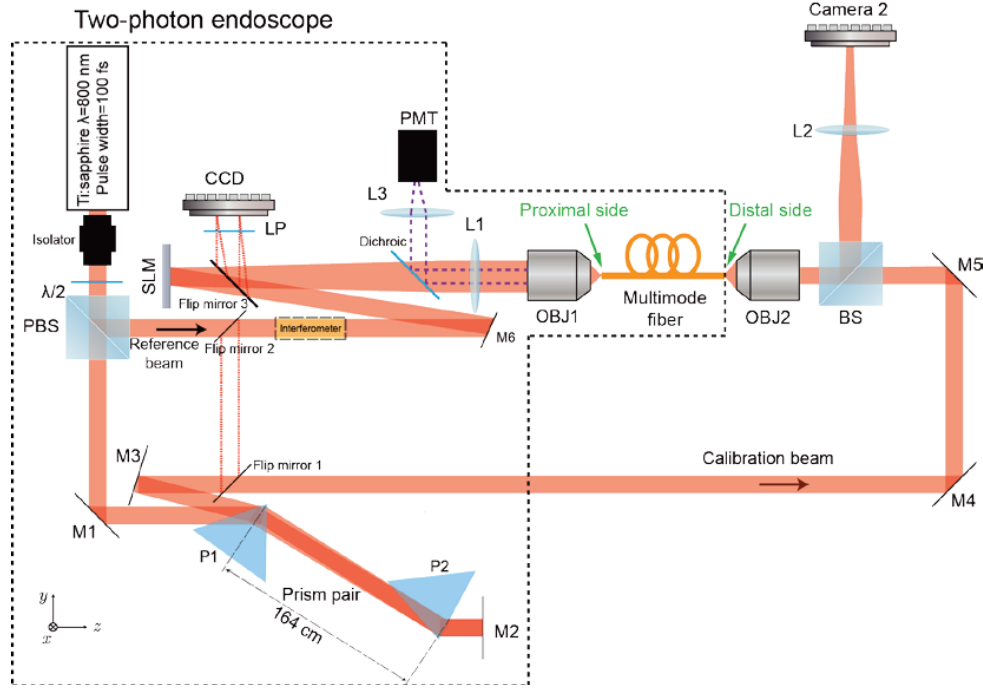 Two-photon endoscope
Camera 2
Ti:sapphire λ=800 nm
Pulse width=100 fs
PMT
CCD
L2
L3
Isolator
LP
L1
Proximal side
Distal side
Dichroic
SLM
M5
λ/2
Flip mirror 3
PBS
OBJ1
Multimode
fiber
OBJ2
BS
Interferometer
M6
Reference
beam
Flip mirror 2
M3
Flip mirror 1
Calibration beam
M1
M4
P1
P2
Prism pair
164 cm
M2
y
x
z